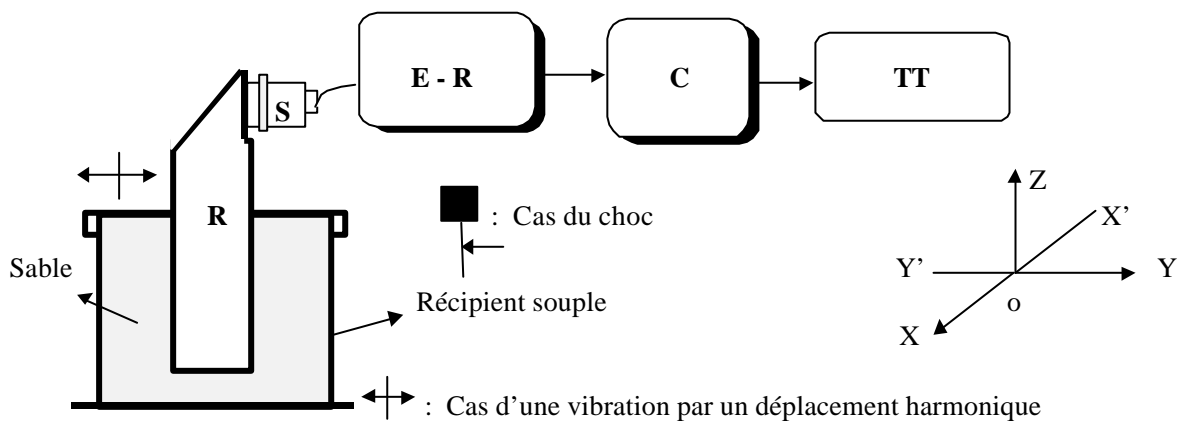 E - R
C
TT
S
R
: Cas du choc
Z
X’
Sable
Y’
Y
Récipient souple
o
X
: Cas d’une vibration par un déplacement harmonique